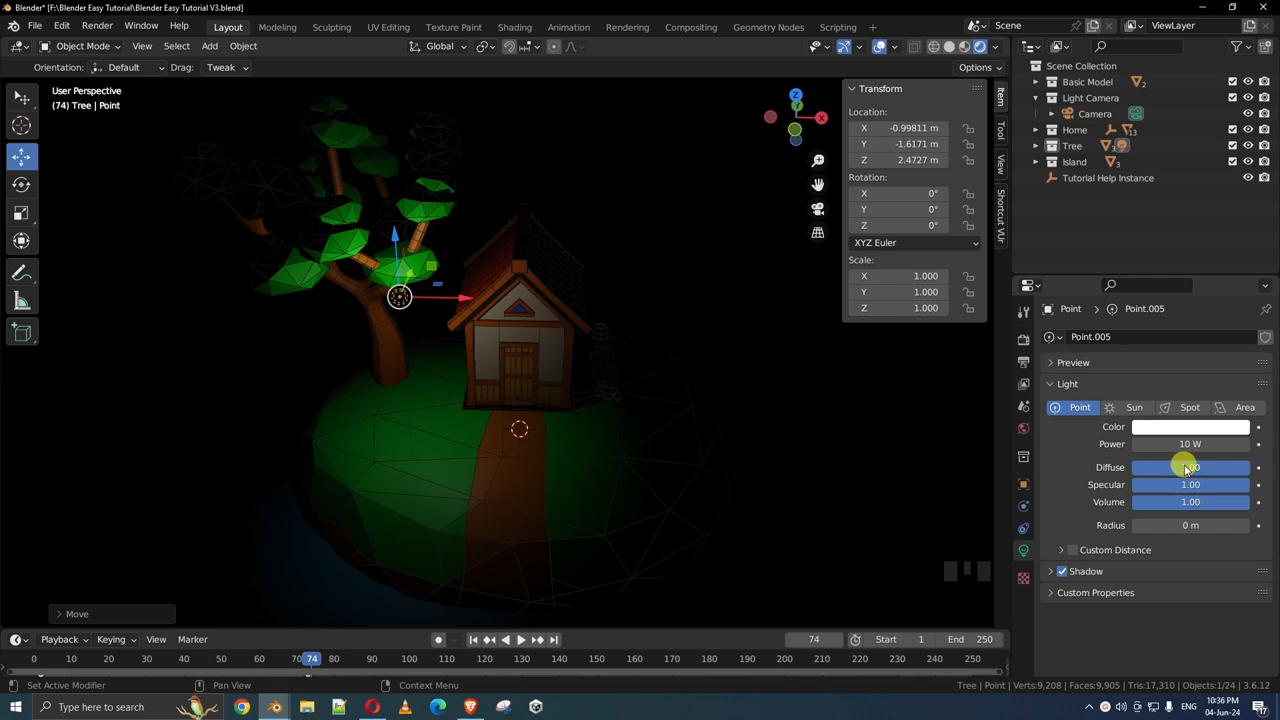 Blender* [F:\Blender Easy Tutorial\Blender Easy Tutorial V3.blend]
File Edit Render Window Help Layout Modeling Sculpting UV Editing Texture Paint Shading Animation Rendering Compositing Geometry Nodes Scripting + Scene ViewLayer
Object Mode View Select Add Object Global
Orientation: Default Drag: Tweak Options
User Perspective
(74) Tree | Point
Z
X
Transform
Location:
X -0.99811 m
Y -1.6171 m
Z 2.4727 m
Rotation:
X 0°
Y 0°
Z 0°
XYZ Euler
Scale:
X 1.000
Y 1.000
Z 1.000
Item
Tool
View
Shortcut VUr
Scene Collection
Basic Model 2
Light Camera
Camera
Home 13
Tree 3
Island 3
Tutorial Help Instance
Point > Point.005
Point.005
Preview
Light
Point Sun Spot Area
Color
Power 10 W
Diffuse
Specular 1.00
Volume 1.00
Radius 0 m
Custom Distance
Shadow
Custom Properties
Move
Playback Keying View Marker 74 Start 1 End 250
0 10 20 30 40 50 60 70 74 80 90 100 110 120 130 140 150 160 170 180 190 200 210 220 230 240 250
Set Active Modifier Pan View Context Menu Tree | Point | Verts:9,208 | Faces:9,905 | Tris:17,310 | Objects:1/24 | 3.6.12
Type here to search ENG 10:36 PM
04-Jun-24